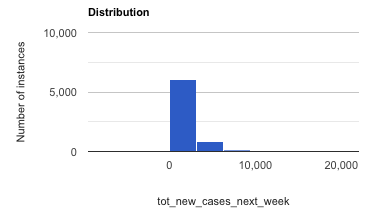 Distribution
10,000
5,000
0
Number of instances
0 10,000 20,000
tot_new_cases_next_week